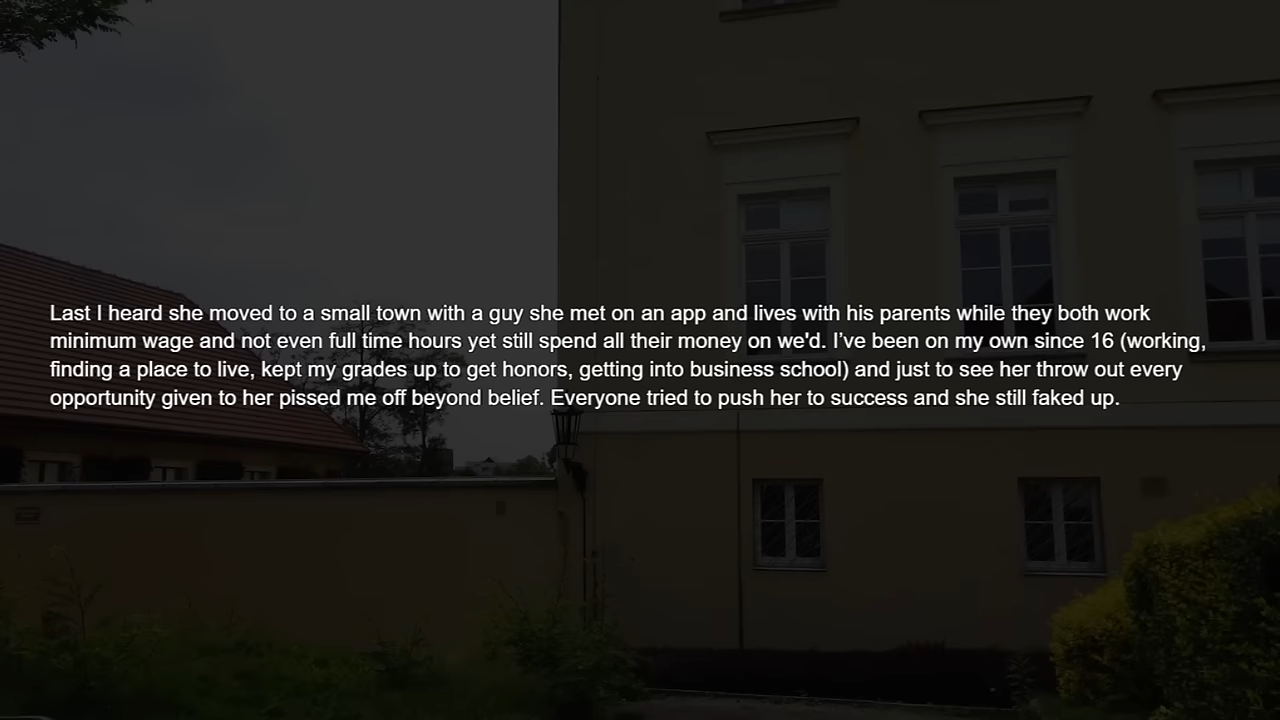 Last I heard she moved to a small town with a guy she met on an app and lives with his parents while they both work
minimum wage and not even full time hours yet still spend all their money on we'd. I've been on my own since 16 (working,
finding a place to live, kept my grades up to get honors, getting into business school) and just to see her throw out every
opportunity given to her pissed me off beyond belief. Everyone tried to push her to success and she still faked up.